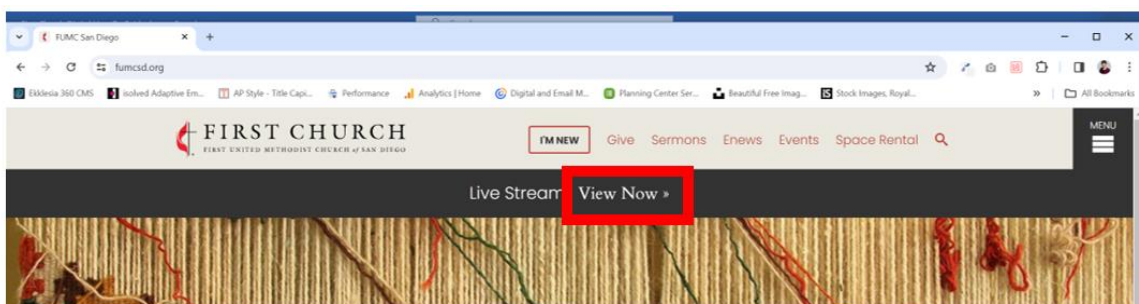 FUMC San Diego
fumcsd.org
Ekklesia 360 CMS isolved Adaptive Em... AP Style - Title Capi... Performance Analytics | Home Digital and Email M... Planning Center Ser... Beautiful Free Imag... Stock Images, Royal... » All Bookmarks
FIRST CHURCH
FIRST UNITED METHODIST CHURCH of SAN DIEGO
I'M NEW Give Sermons Enews Events Space Rental
MENU
Live Stream View Now »